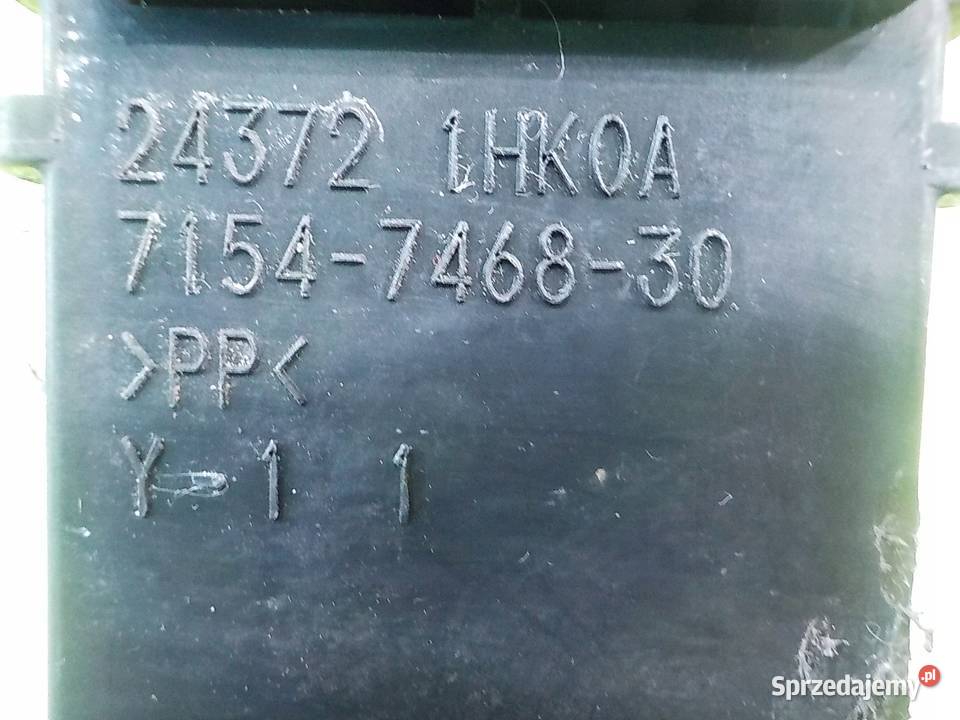 24372 1HK0A
7154-7468-30
>PP<
Y-1 1
Sprzedajemy.pl